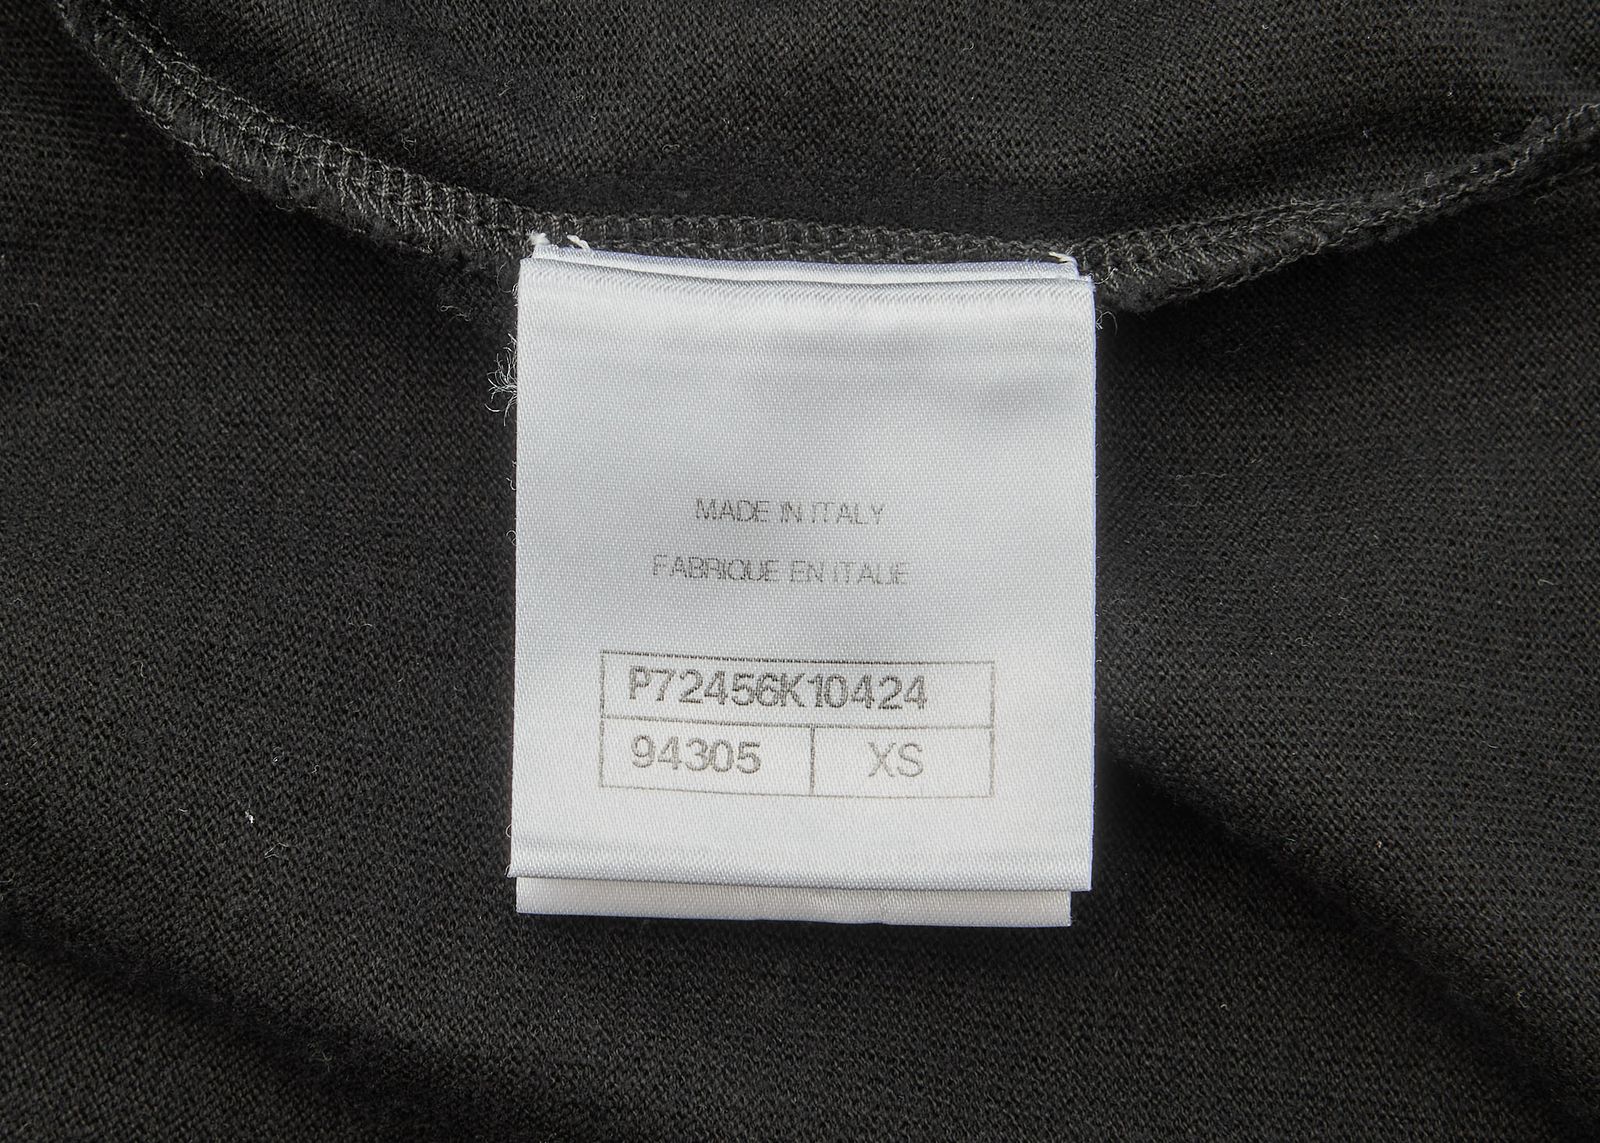 MADE IN ITALY
FABRIQUE EN ITALIE
P72456K10424
94305 XS